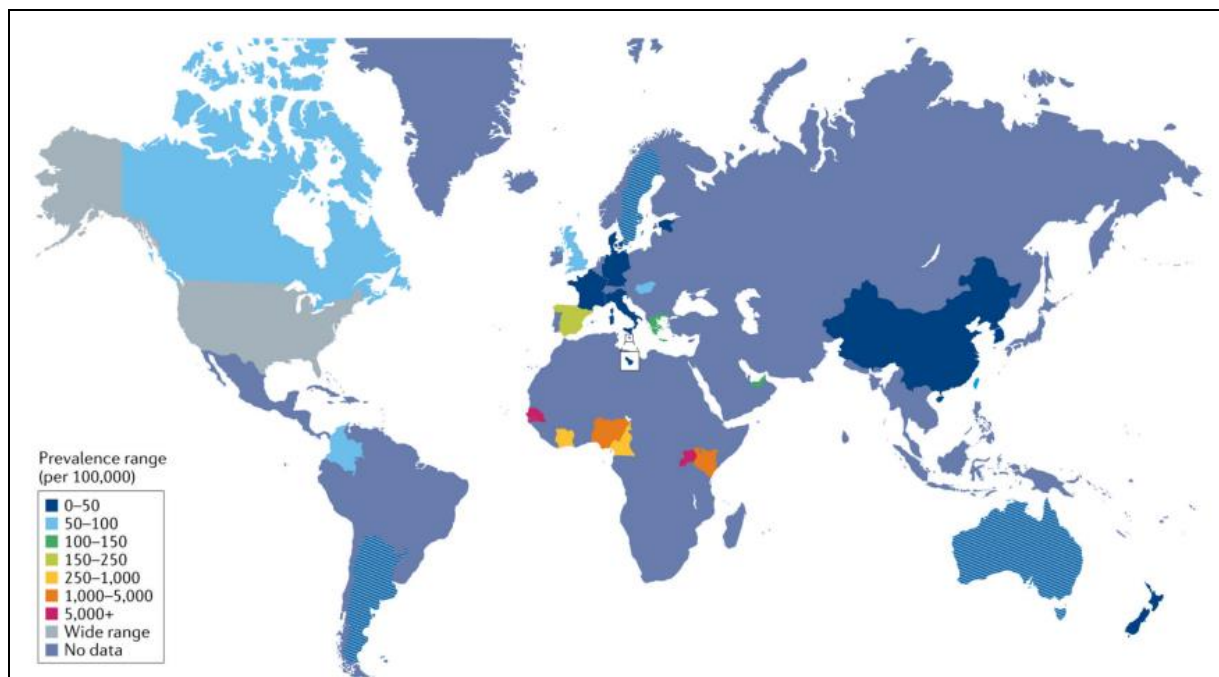 Prevalence range
(per 100,000)
0–50
50–100
100–150
150–250
250–1,000
1,000–5,000
5,000+
Wide range
No data